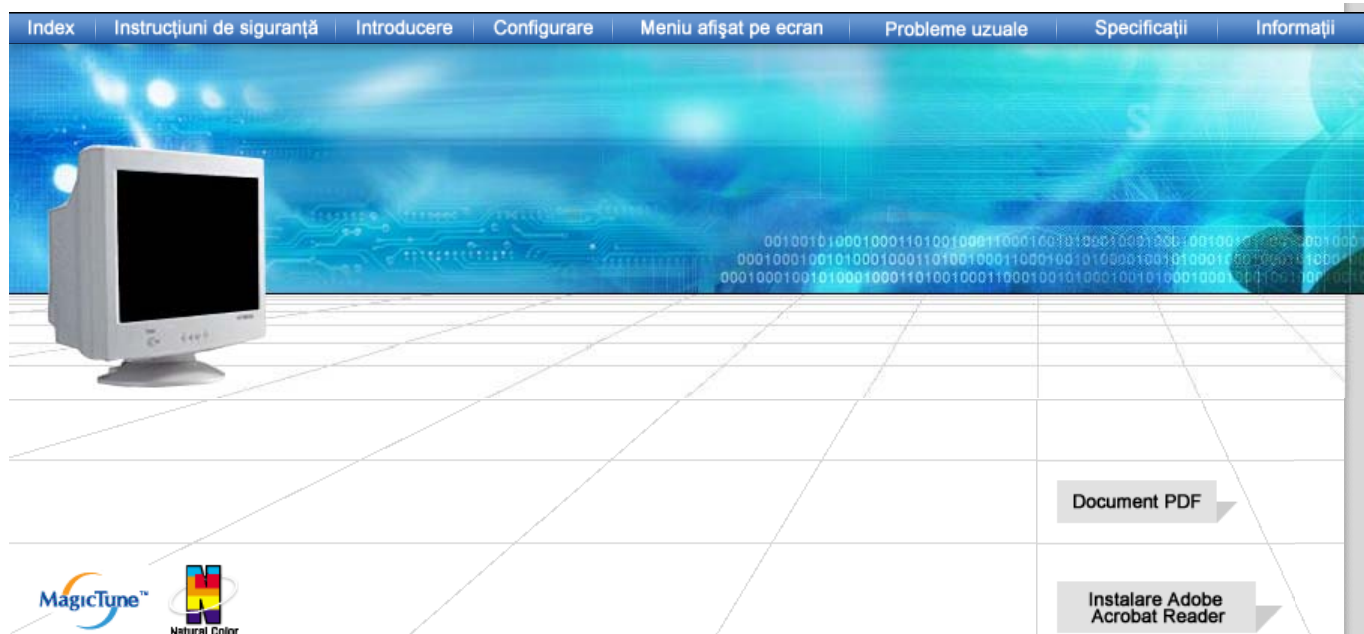 Index
Instrucţiuni de siguranţă
Introducere
Configurare
Meniu afişat pe ecran
Probleme uzuale
Specificaţii
Informaţii
S
Document PDF
MagicTune™
Natural Color
Instalare Adobe
Acrobat Reader